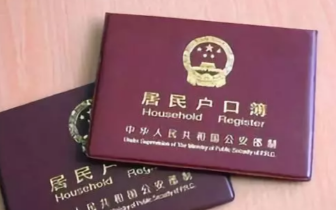 居民户口簿
Household Register
中华人民共和国公安部制
Under Supervision of The Ministry of Public Security of P.R.C.
居民户
Household Register
中华人民共和国公安部制